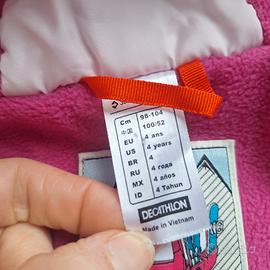 Cm 98-104
中国 100/52
EU 4 ans
US 4 years
BR 4
RU 4 года
MX 4 años
ID 4 Tahun
DECATHLON
Made in Vietnam